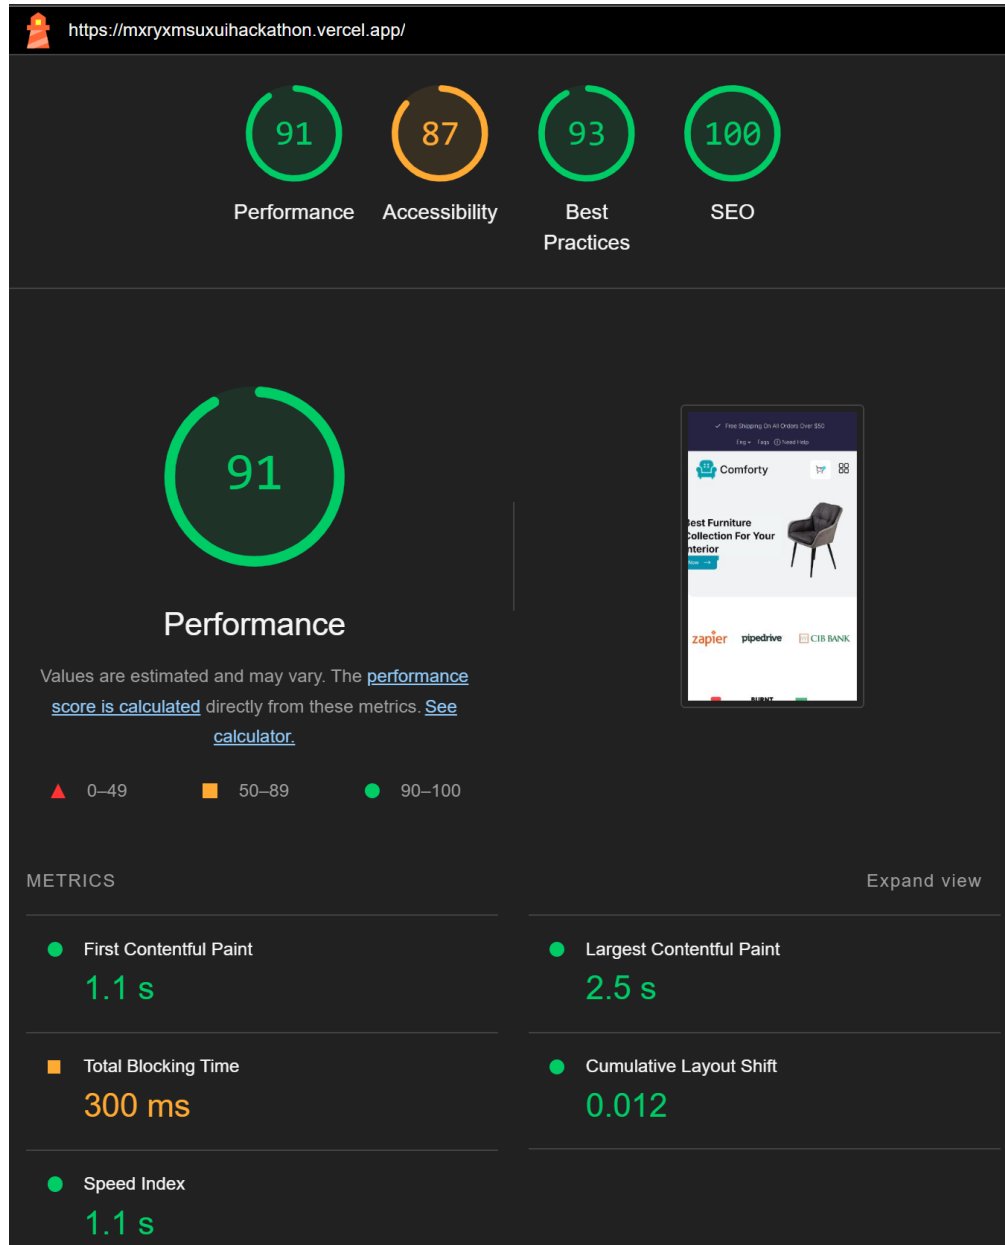 https://mxryxmsuxuihackathon.vercel.app/
91
87
93
100
Performance
Accessibility
Best
Practices
SEO
91
Performance
Values are estimated and may vary. The performance
score is calculated directly from these metrics. See
calculator.
0–49
50–89
90–100
Free Shipping On All Orders Over $50
Eng
Faqs
Need Help
Comforty
Best Furniture
Collection For Your
Interior
Now →
zapier
pipedrive
CIB BANK
BURNT
METRICS
Expand view
First Contentful Paint
1.1 s
Largest Contentful Paint
2.5 s
Total Blocking Time
300 ms
Cumulative Layout Shift
0.012
Speed Index
1.1 s